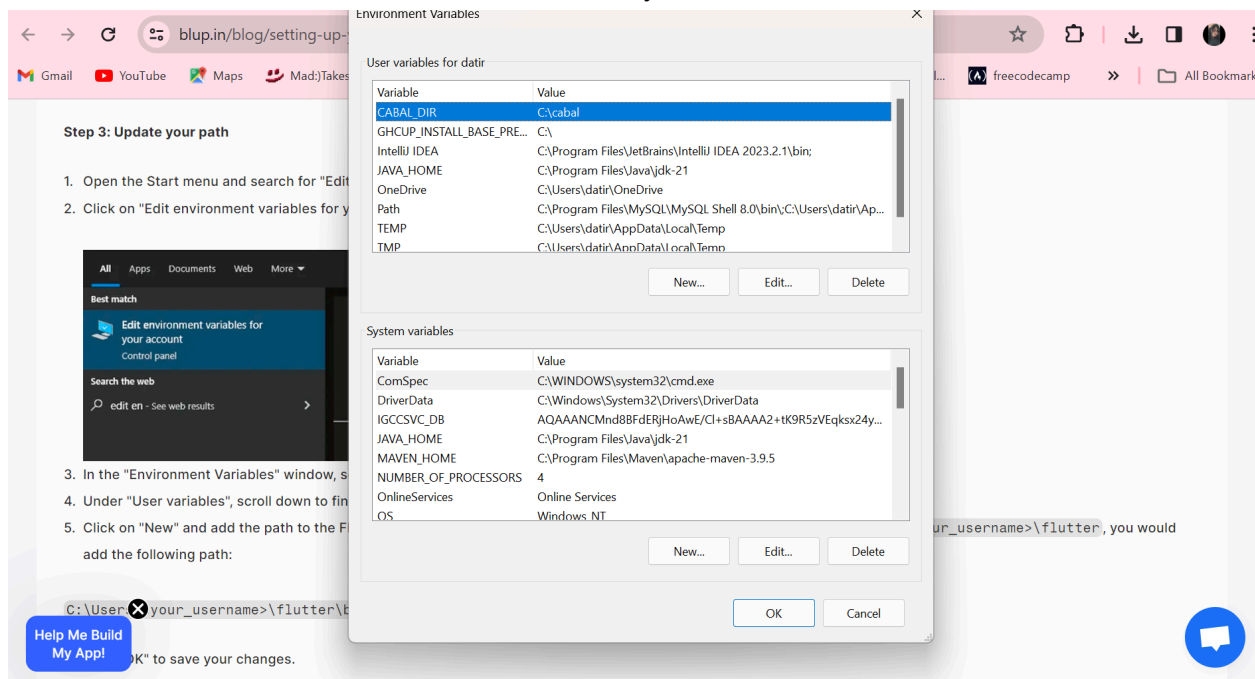 Environment Variables
blup.in/blog/setting-up-
Gmail YouTube Maps Mad:)Takes freecodecamp All Bookmark
Step 3: Update your path
1. Open the Start menu and search for "Edit
2. Click on "Edit environment variables for y
All Apps Documents Web More
Best match
Edit environment variables for
your account
Control panel
Search the web
edit en - See web results
3. In the "Environment Variables" window, s
4. Under "User variables", scroll down to fin
5. Click on "New" and add the path to the F
ur_username>\flutter, you would
add the following path:
C:\User your_username>\flutter\b
Help Me Build
My App!
OK" to save your changes.
User variables for datir
Variable Value
CABAL_DIR C:\cabal
GHCUP_INSTALL_BASE_PRE... C:\
IntelliJ IDEA C:\Program Files\JetBrains\IntelliJ IDEA 2023.2.1\bin;
JAVA_HOME C:\Program Files\Java\jdk-21
OneDrive C:\Users\datir\OneDrive
Path C:\Program Files\MySQL\MySQL Shell 8.0\bin\;C:\Users\datir\Ap...
TEMP C:\Users\datir\AppData\Local\Temp
TMP C:\Users\datir\AppData\Local\Temp
New... Edit... Delete
System variables
Variable Value
ComSpec C:\WINDOWS\system32\cmd.exe
DriverData C:\Windows\System32\Drivers\DriverData
IGCCSVC_DB AQAAANCMnd8BFdERjHoAwE/Cl+sBAAAA2+tK9R5zVEqksx24y...
JAVA_HOME C:\Program Files\Java\jdk-21
MAVEN_HOME C:\Program Files\Maven\apache-maven-3.9.5
NUMBER_OF_PROCESSORS 4
OnlineServices Online Services
OS Windows_NT
New... Edit... Delete
OK Cancel